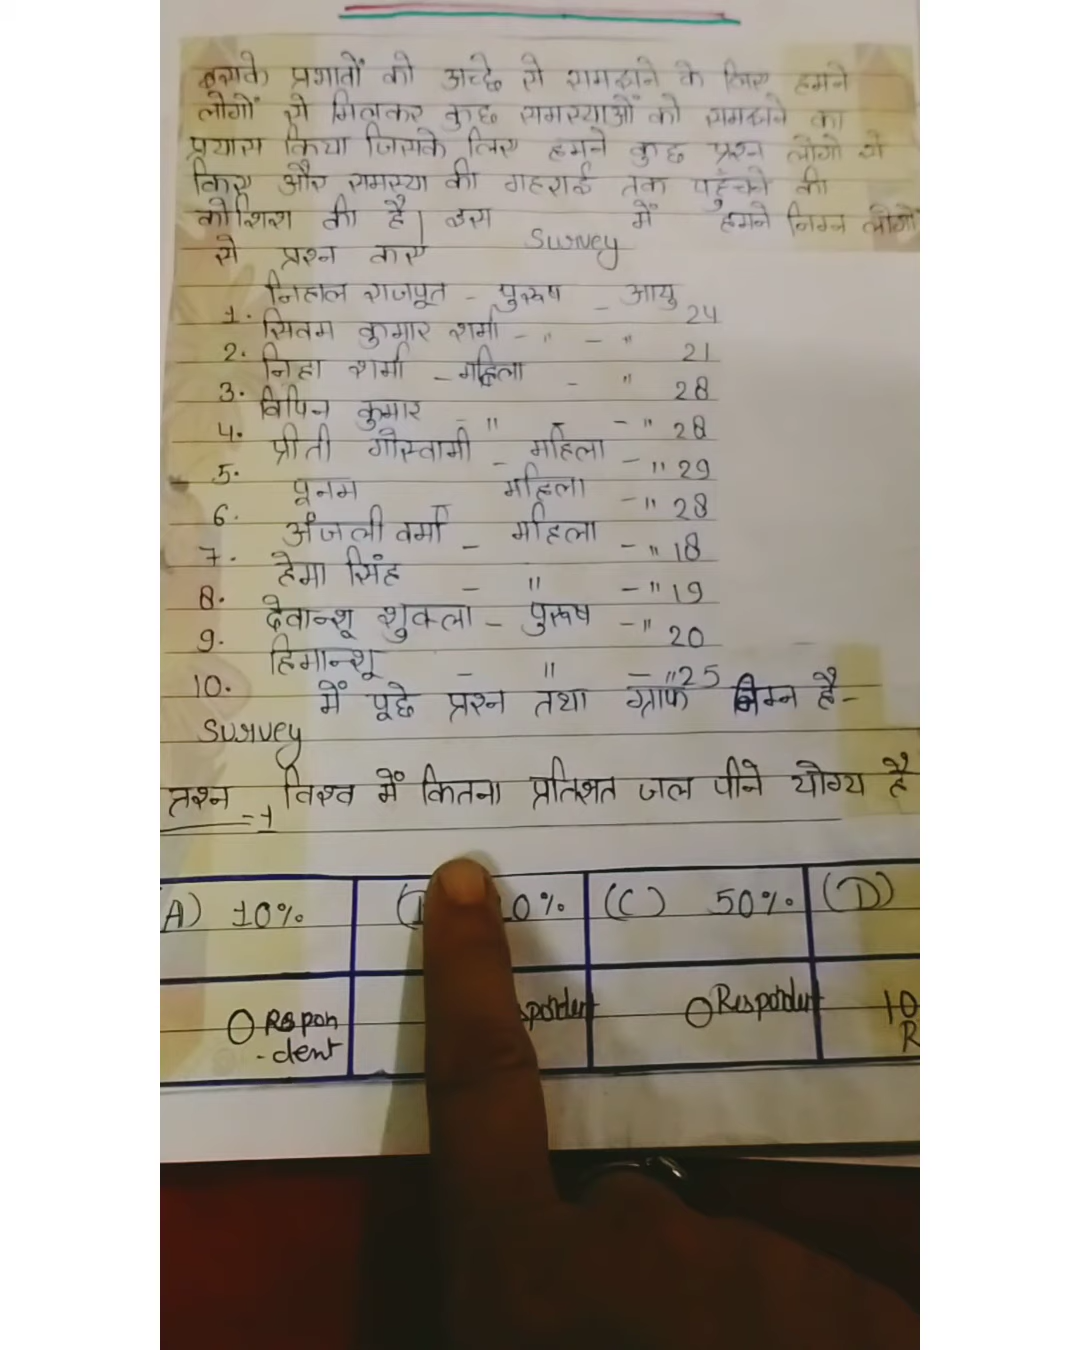 इसके प्रभावों को अच्छे से समझने के लिए हमने
लोगों से मिलकर कुछ समस्याओं को समझने का
प्रयास किया जिसके लिए हमने कुछ प्रश्न लोगो से
किए और समस्या की गहराई तक पहुँचने की
कोशिश की है। इस Survey में हमने निम्न लोगों
से प्रश्न करे
1. निहाल राजपूत - पुरुष - आयु 24
2. सिवम कुमार शर्मा - " - " 21
3. निहा शर्मा - महिला - " 28
4. विपिन कुमार - " - " 28
5. प्रीती गोस्वामी - महिला - " 29
6. पूनम महिला - " 28
7. अंजली वर्मा - महिला - " 18
8. हेमा सिंह - " - " 19
9. देवान्शू शुक्ला - पुरुष - " 20
10. हिमान्शू - " - " 25
Survey में पूछे प्रश्न तथा ग्राफ निम्न है -
प्रश्न - 1 विश्व में कितना प्रतिशत जल पीने योग्य है
A) 10% 0% (C) 50% (D)
0 Respon 0 Respondent 10
-dent R